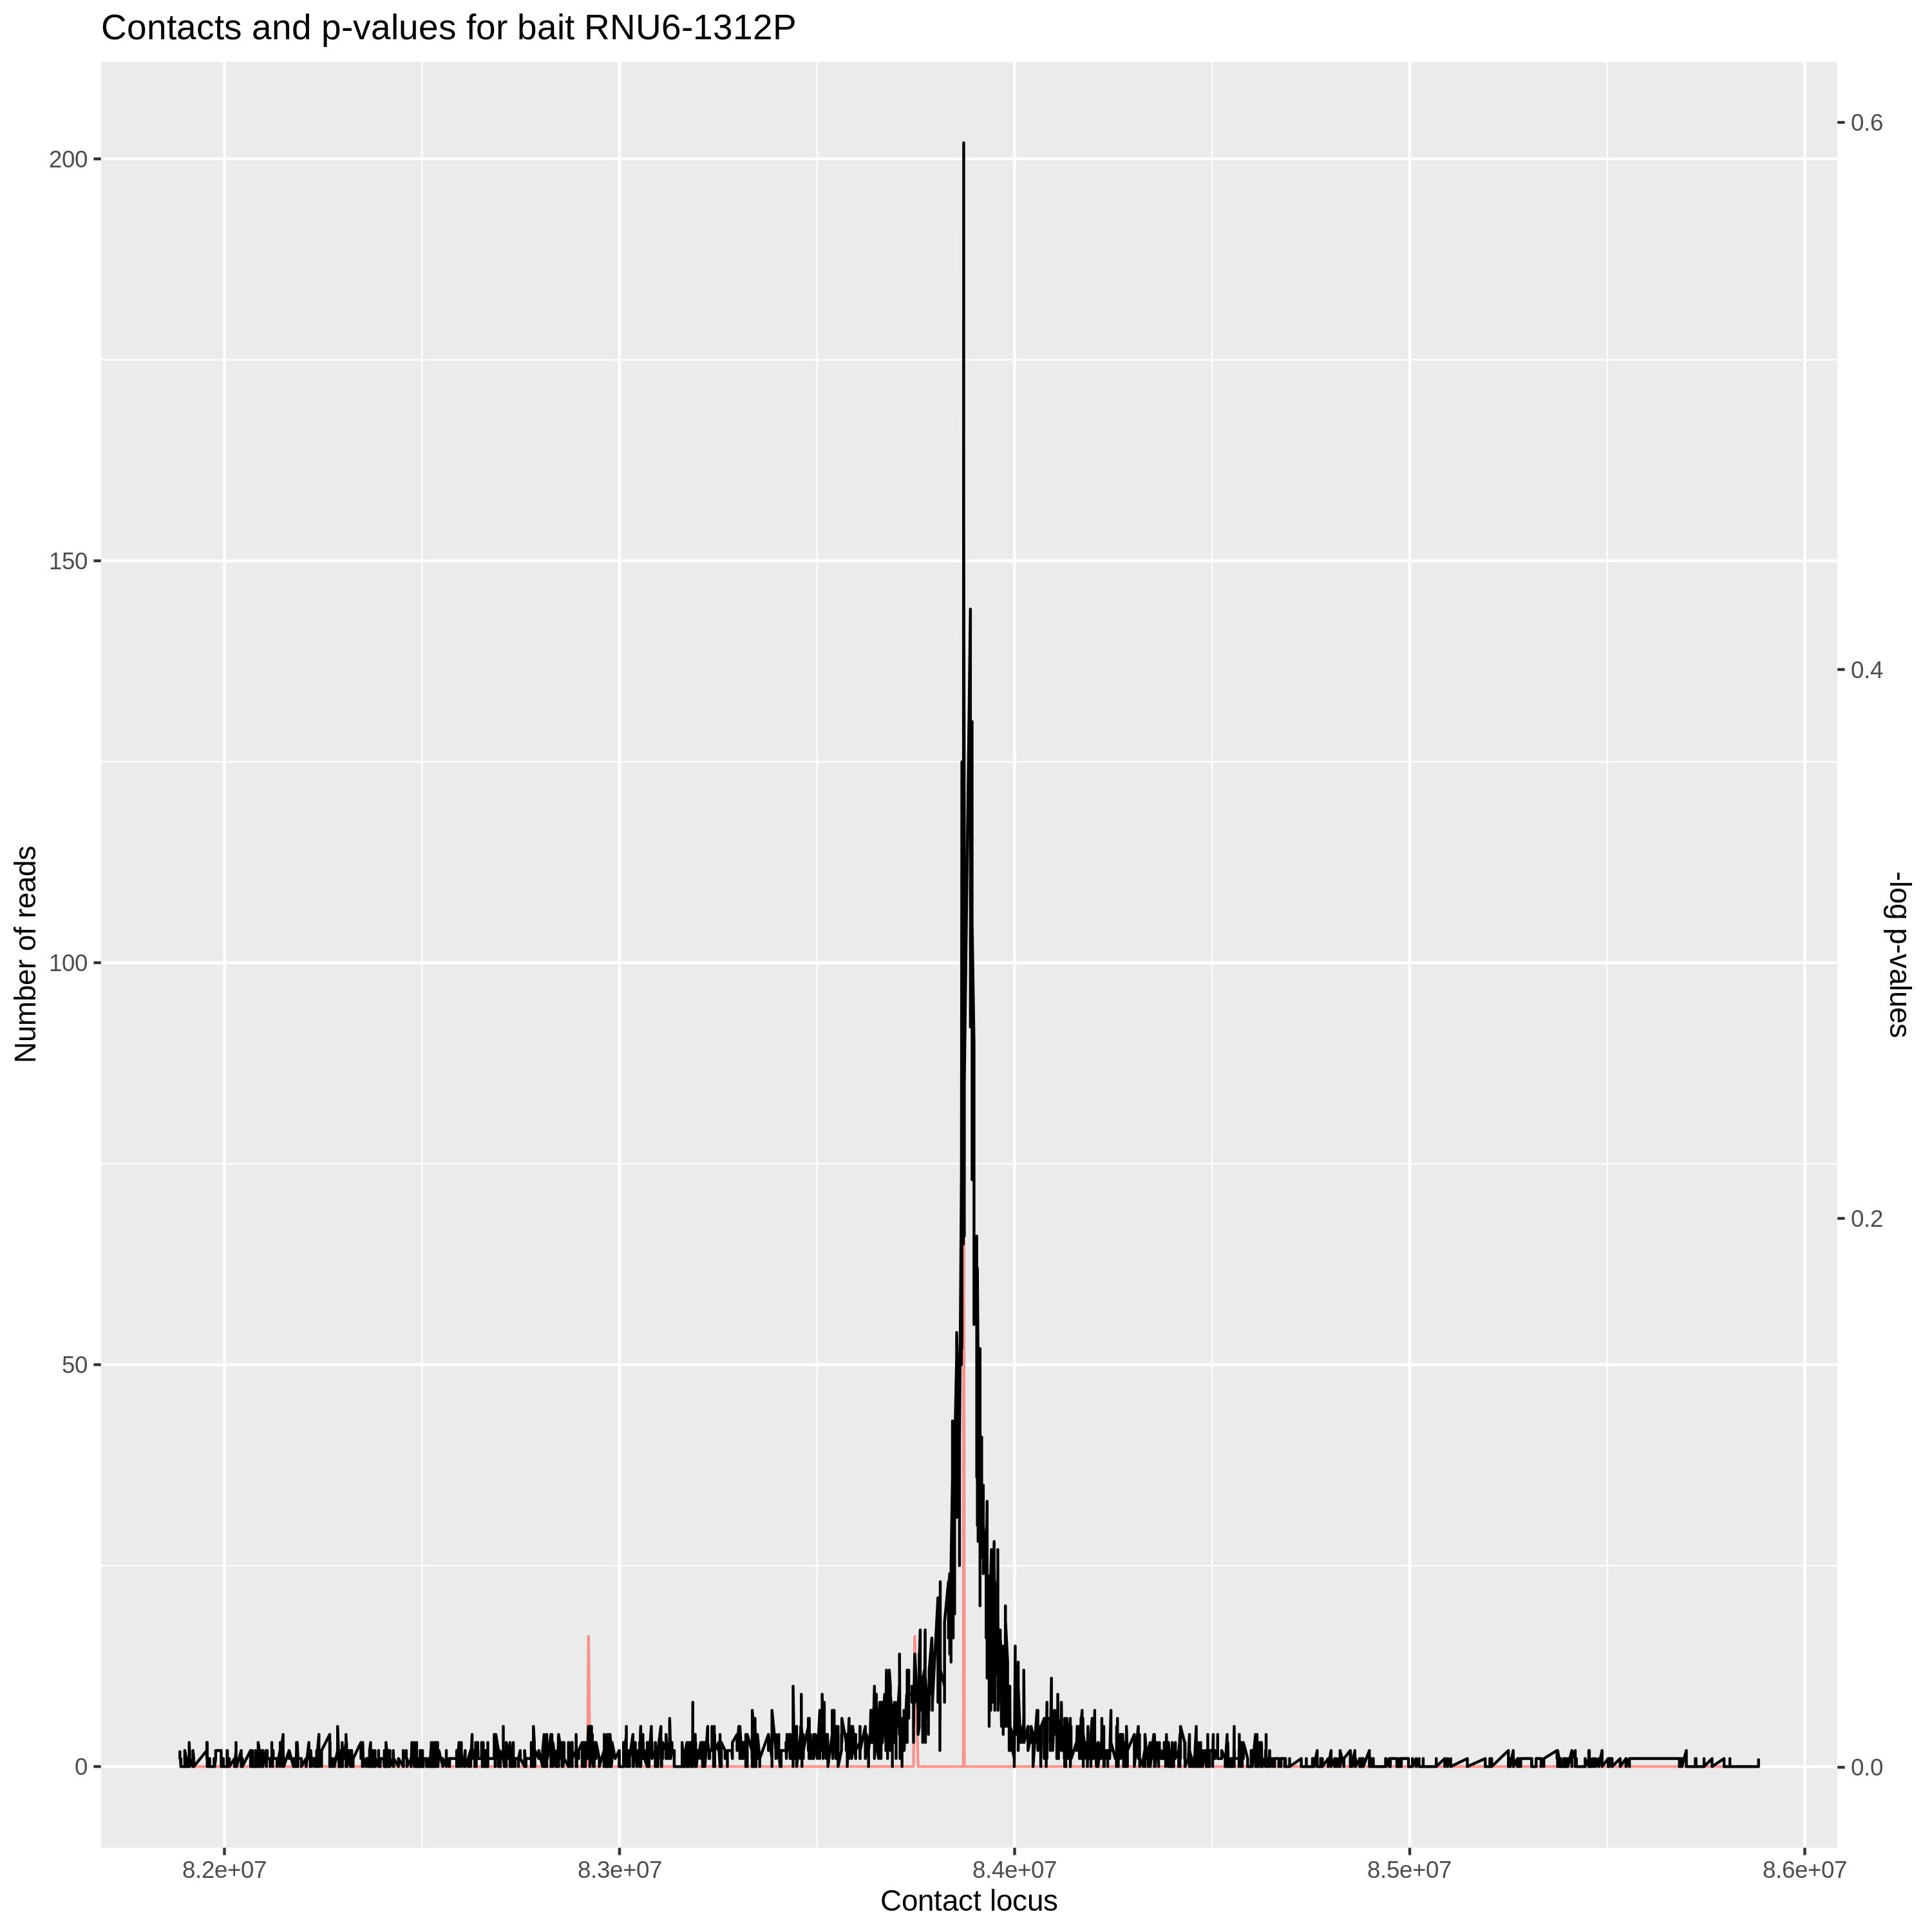 Contacts and p-values for bait RNU6-1312P
200
150
100
50
0
Number of reads
0.6
0.4
0.2
0.0
-log p-values
8.2e+07
8.3e+07
8.4e+07
8.5e+07
8.6e+07
Contact locus